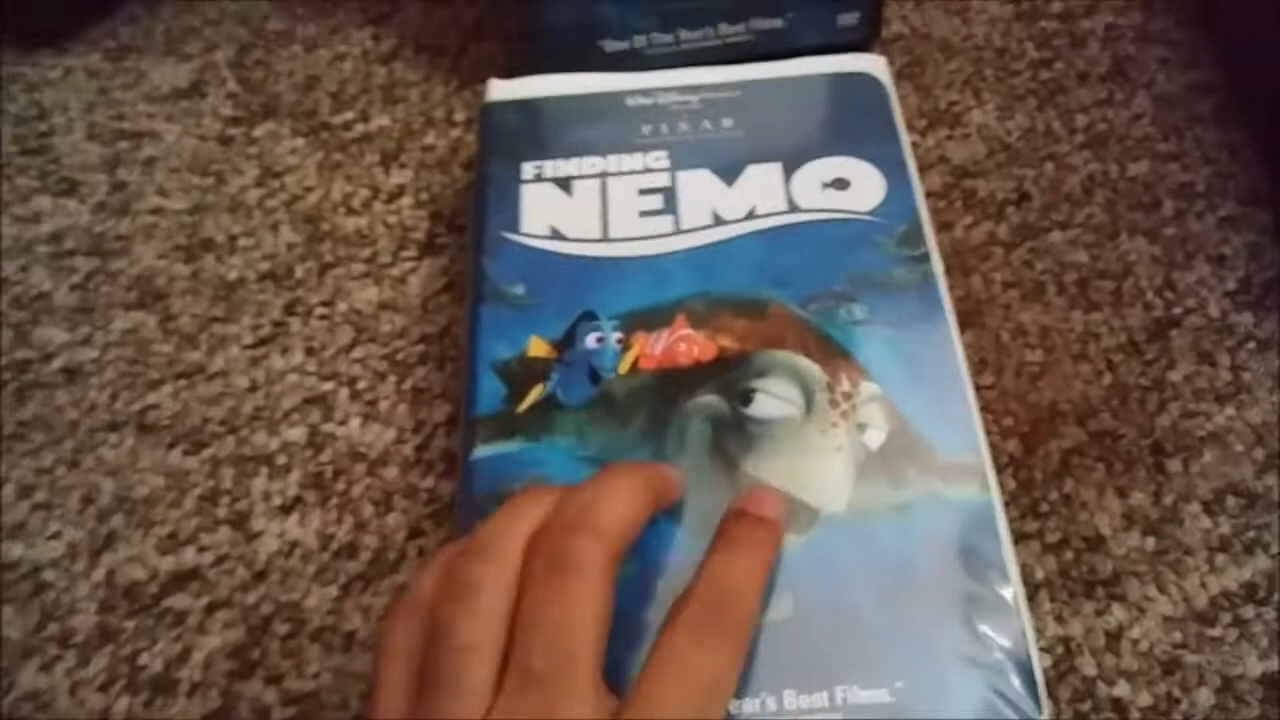 "One Of The Year's Best Films."
WALT DISNEY
PIXAR
FINDING
NEMO
ear's Best Films."